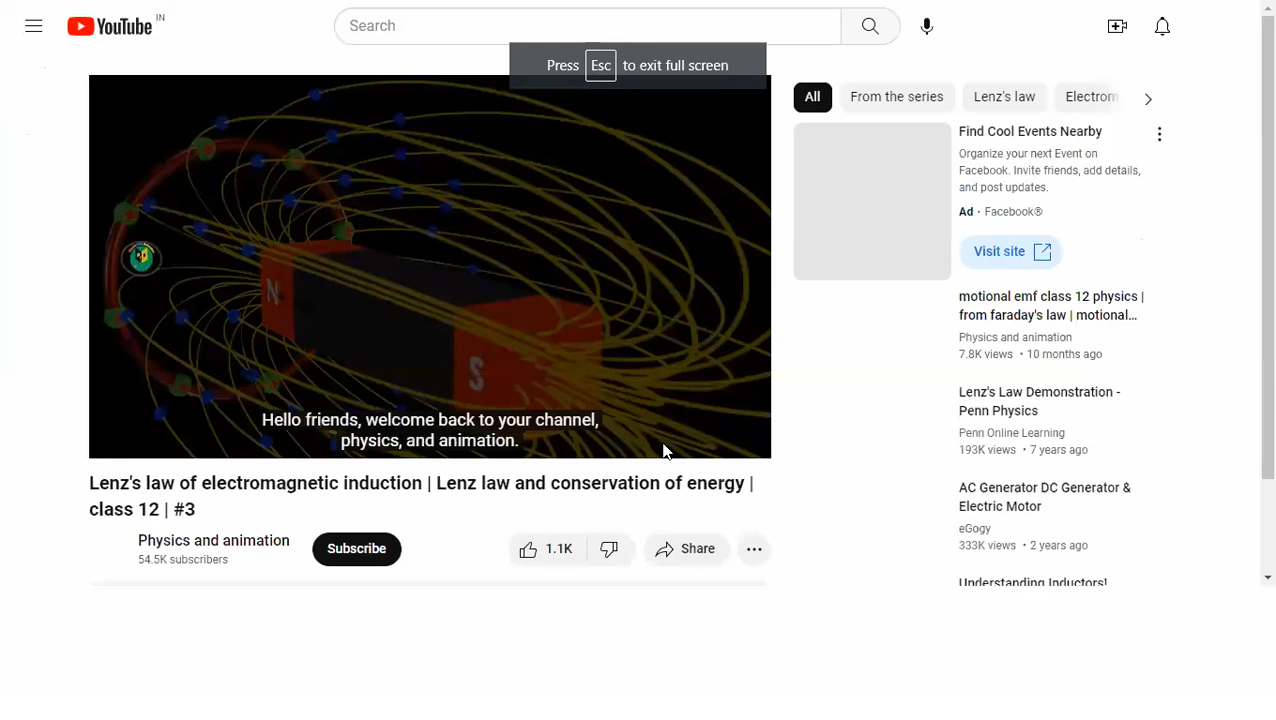 YouTube IN
Search
Press Esc to exit full screen
All
From the series
Lenz's law
Electrom
N
S
Hello friends, welcome back to your channel,
physics, and animation.
Lenz's law of electromagnetic induction | Lenz law and conservation of energy |
class 12 | #3
Physics and animation
54.5K subscribers
Subscribe
1.1K
Share
Find Cool Events Nearby
Organize your next Event on
Facebook. Invite friends, add details,
and post updates.
Ad · Facebook®
Visit site
motional emf class 12 physics |
from faraday's law | motional...
Physics and animation
7.8K views • 10 months ago
Lenz's Law Demonstration -
Penn Physics
Penn Online Learning
193K views • 7 years ago
AC Generator DC Generator &
Electric Motor
eGogy
333K views • 2 years ago
Understanding Inductors!